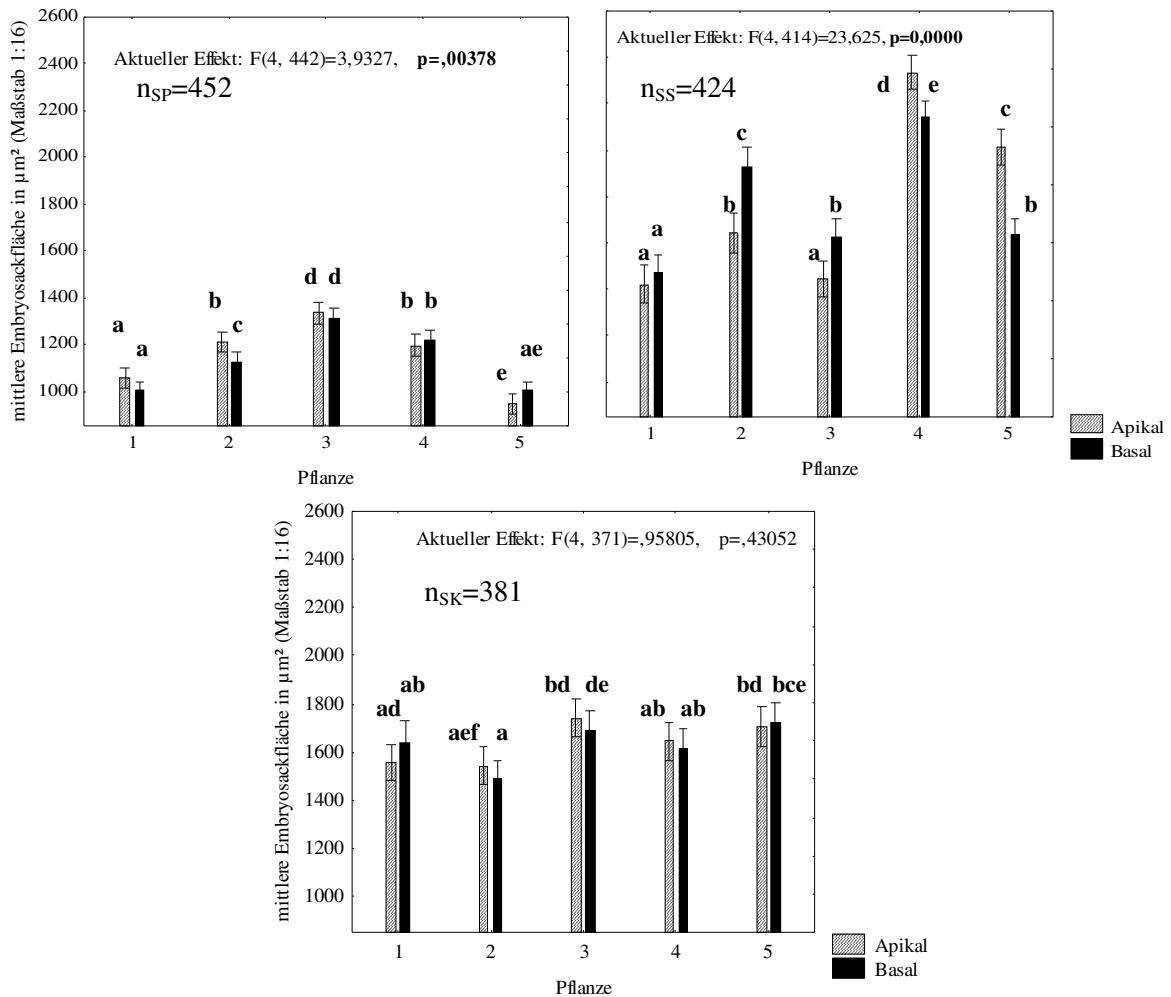 2600
2400
2200
2000
1800
1600
1400
1200
1000
mittlere Embryosackfläche in µm² (Maßstab 1:16)
Aktueller Effekt: F(4, 442)=3,9327, p=,00378
nSP=452
a a b c d d b b e ae
1 2 3 4 5
Pflanze
Aktueller Effekt: F(4, 414)=23,625, p=0,0000
nSS=424
a a b c a b d e c b
1 2 3 4 5
Pflanze
Apikal
Basal
2600
2400
2200
2000
1800
1600
1400
1200
1000
mittlere Embryosackfläche in µm² (Maßstab 1:16)
Aktueller Effekt: F(4, 371)=,95805, p=,43052
nSK=381
ad ab aef a bd de ab ab bd bce
1 2 3 4 5
Pflanze
Apikal
Basal